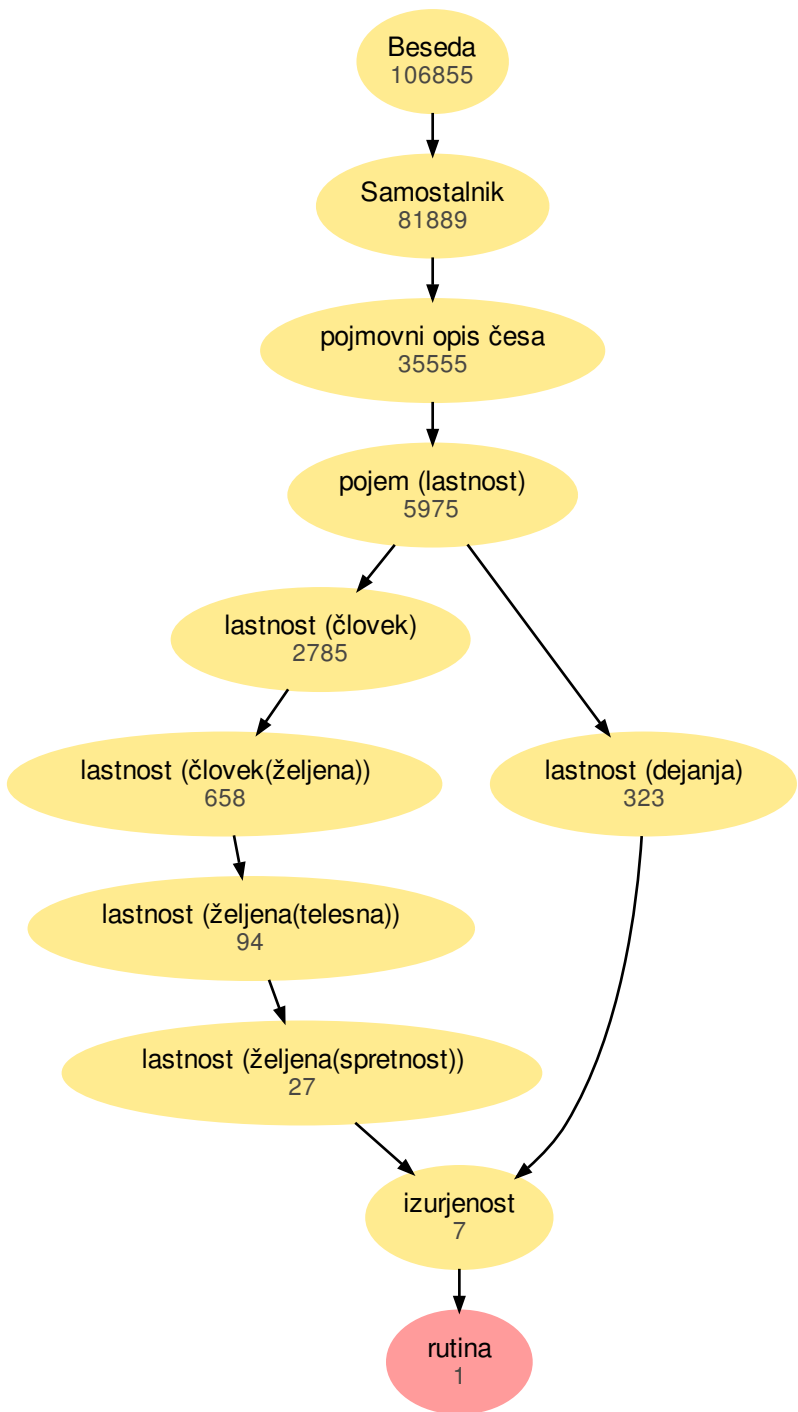 Beseda
106855
Samostalnik
81889
pojmovni opis česa
35555
pojem (lastnost)
5975
lastnost (človek)
2785
lastnost (človek(željena))
658
lastnost (dejanja)
323
lastnost (željena(telesna))
94
lastnost (željena(spretnost))
27
izurjenost
7
rutina
1